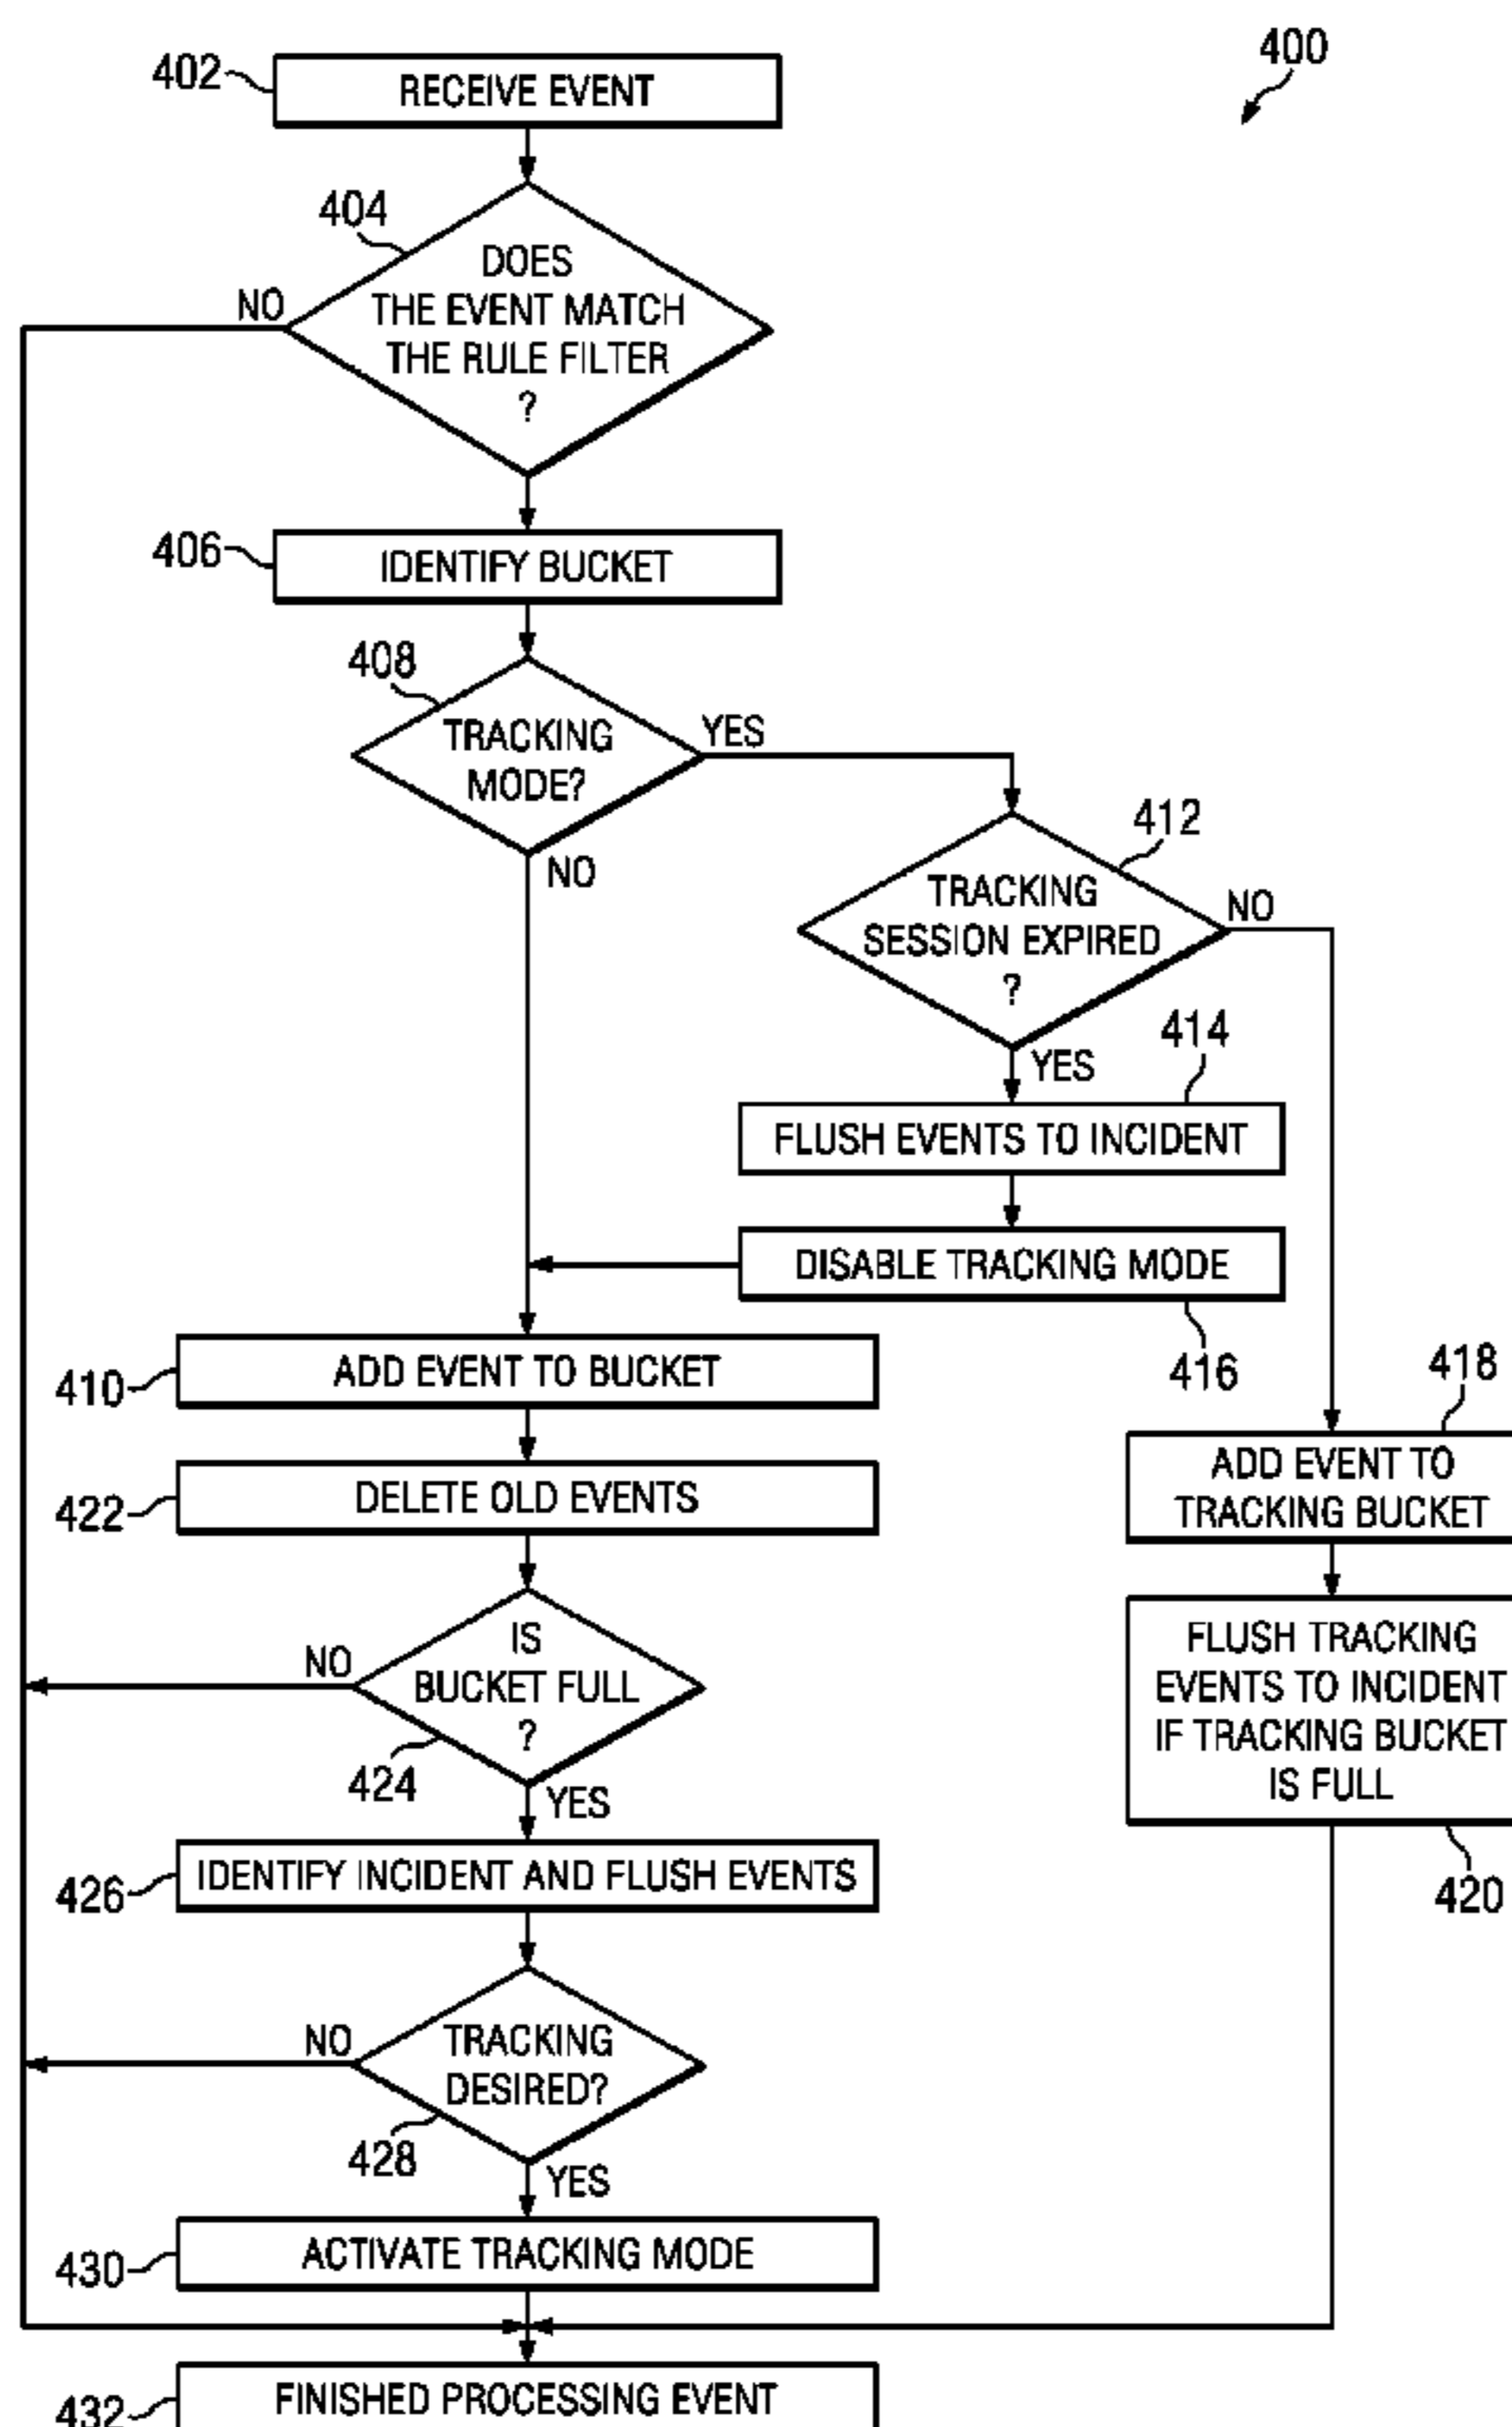 400
402
RECEIVE EVENT
404
DOES
THE EVENT MATCH
THE RULE FILTER
?
NO
406
IDENTIFY BUCKET
408
TRACKING
MODE?
YES
NO
412
TRACKING
SESSION EXPIRED
?
NO
YES
414
FLUSH EVENTS TO INCIDENT
DISABLE TRACKING MODE
416
410
ADD EVENT TO BUCKET
418
ADD EVENT TO
TRACKING BUCKET
422
DELETE OLD EVENTS
FLUSH TRACKING
EVENTS TO INCIDENT
IF TRACKING BUCKET
IS FULL
420
IS
BUCKET FULL
?
NO
424
YES
426
IDENTIFY INCIDENT AND FLUSH EVENTS
TRACKING
DESIRED?
NO
428
YES
430
ACTIVATE TRACKING MODE
432
FINISHED PROCESSING EVENT